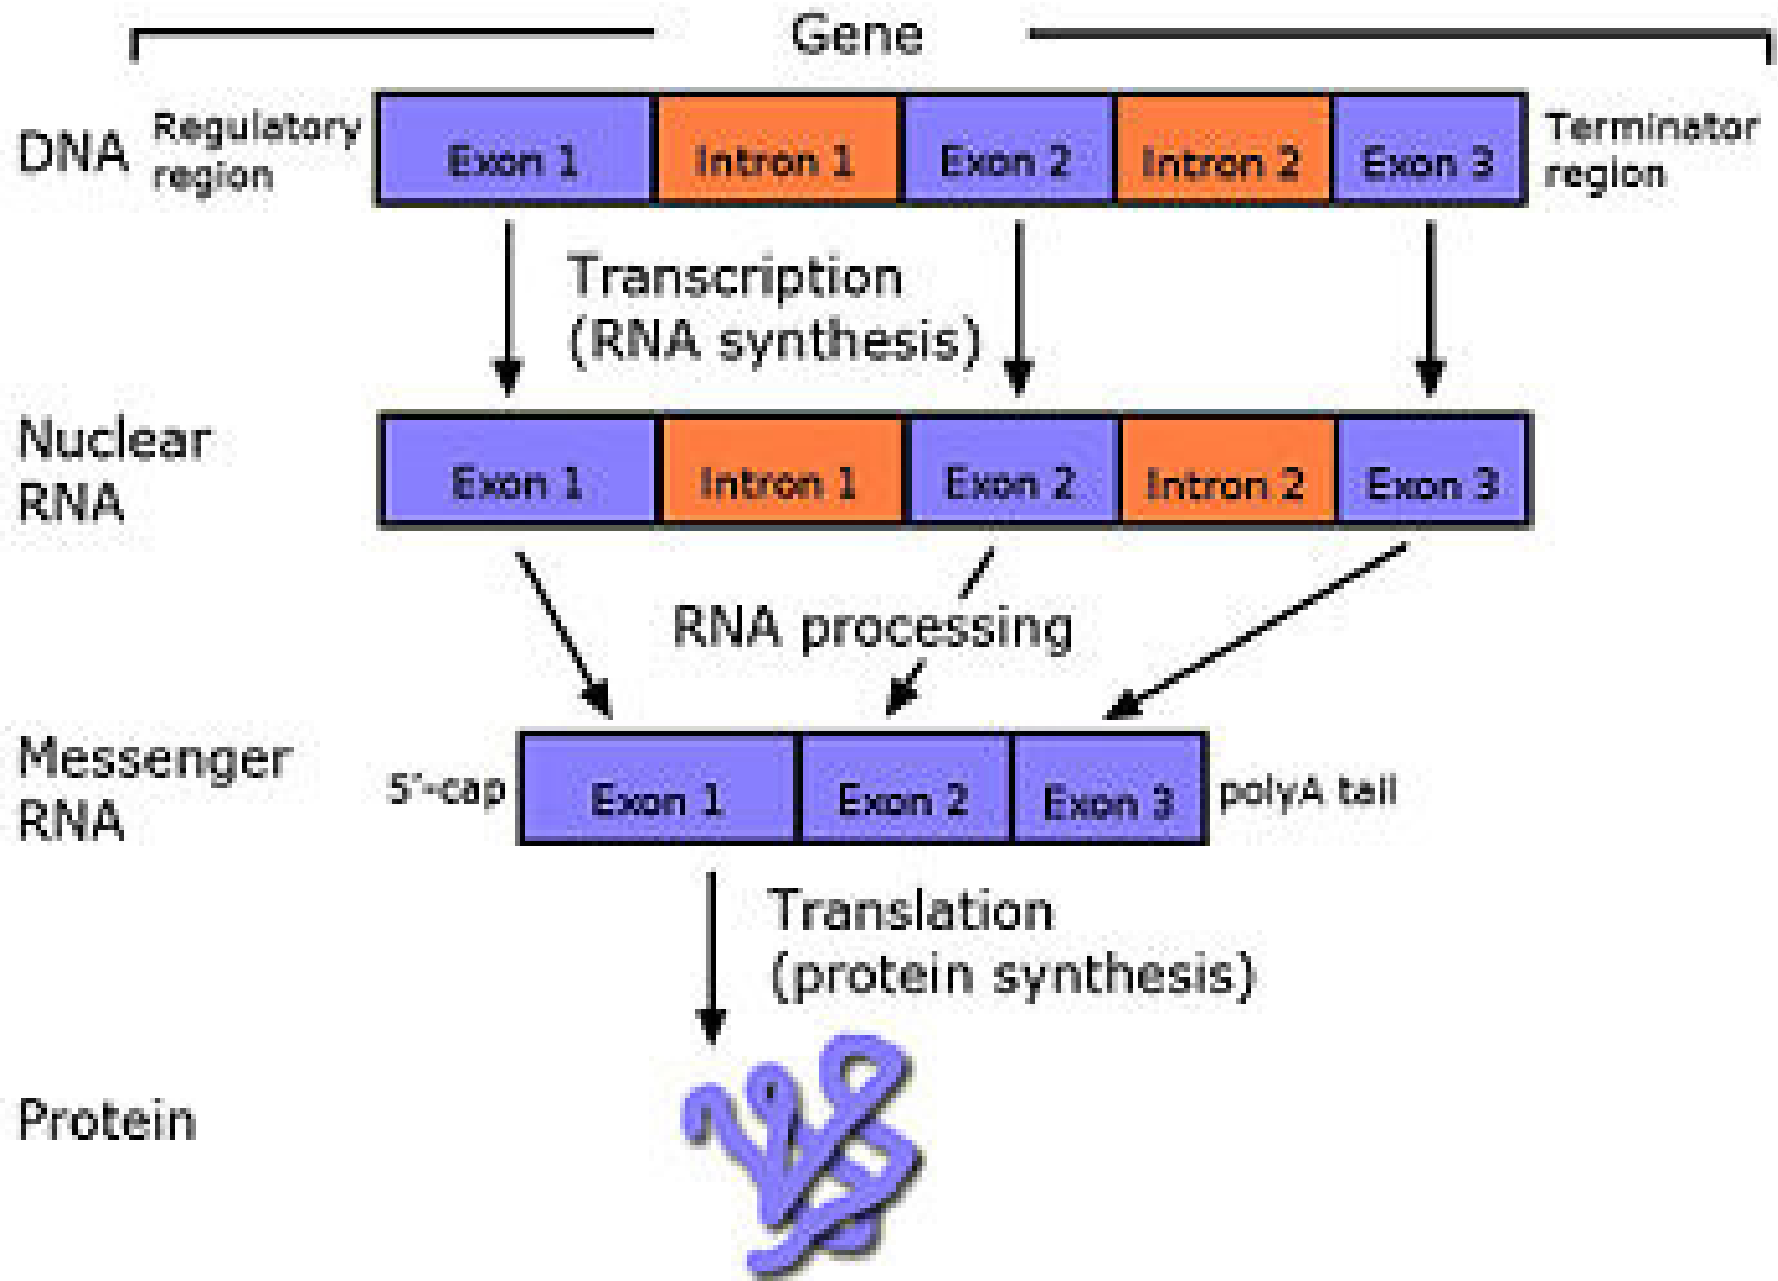 Gene
DNA
Regulatory
region
Exon 1
Intron 1
Exon 2
Intron 2
Exon 3
Terminator
region
Transcription
(RNA synthesis)
Nuclear
RNA
Exon 1
Intron 1
Exon 2
Intron 2
Exon 3
RNA processing
Messenger
RNA
5'-cap
Exon 1
Exon 2
Exon 3
polyA tail
Translation
(protein synthesis)
Protein